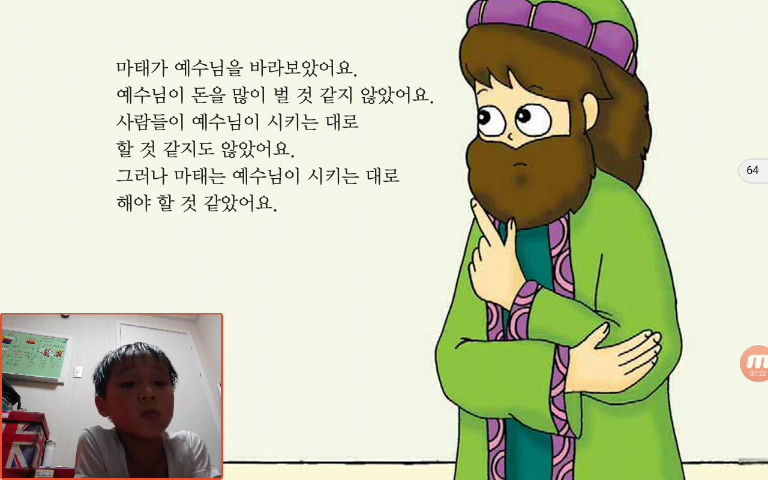 마태가 예수님을 바라보았어요.
예수님이 돈을 많이 벌 것 같지 않았어요.
사람들이 예수님이 시키는 대로
할 것 같지도 않았어요.
그러나 마태는 예수님이 시키는 대로
해야 할 것 같았어요.
64
07:22